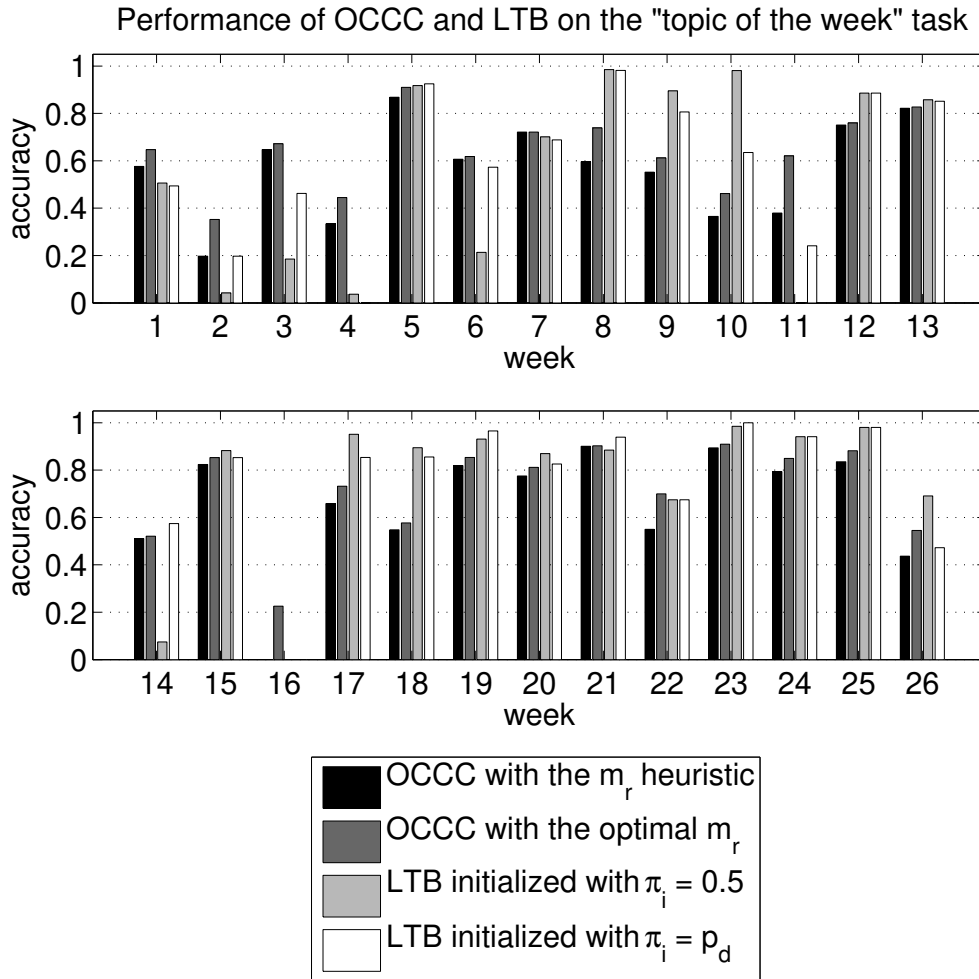 Performance of OCCC and LTB on the "topic of the week" task
accuracy
1
0.8
0.6
0.4
0.2
0
1 2 3 4 5 6 7 8 9 10 11 12 13
week
accuracy
1
0.8
0.6
0.4
0.2
0
14 15 16 17 18 19 20 21 22 23 24 25 26
week
OCCC with the m_r heuristic
OCCC with the optimal m_r
LTB initialized with π_i = 0.5
LTB initialized with π_i = p_d